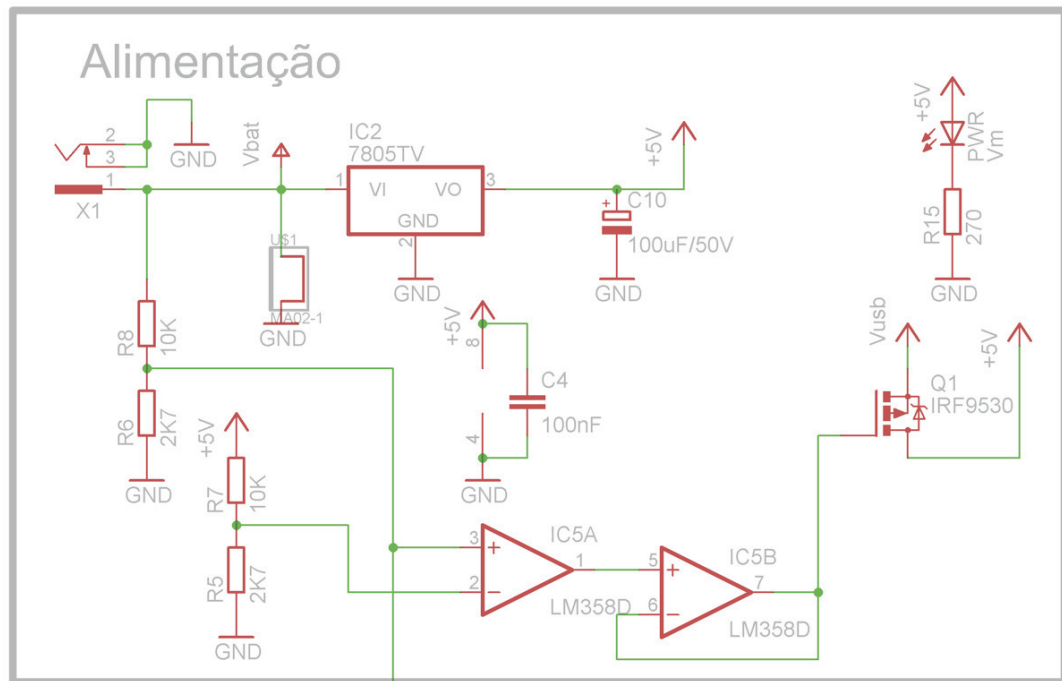 Alimentação
2
3
1
X1
GND
Vbat
IC2
7805TV
1
VI
VO
3
GND
2
GND
+5V
+
C10
100uF/50V
GND
+5V
PWR
Vm
R15
270
GND
U$1
MA02-1
GND
R8
10K
R6
2K7
GND
+5V
8
C4
100nF
4
GND
Vusb
+5V
Q1
IRF9530
+5V
R7
10K
R5
2K7
GND
3
+
2
−
1
IC5A
LM358D
5
+
6
−
7
IC5B
LM358D